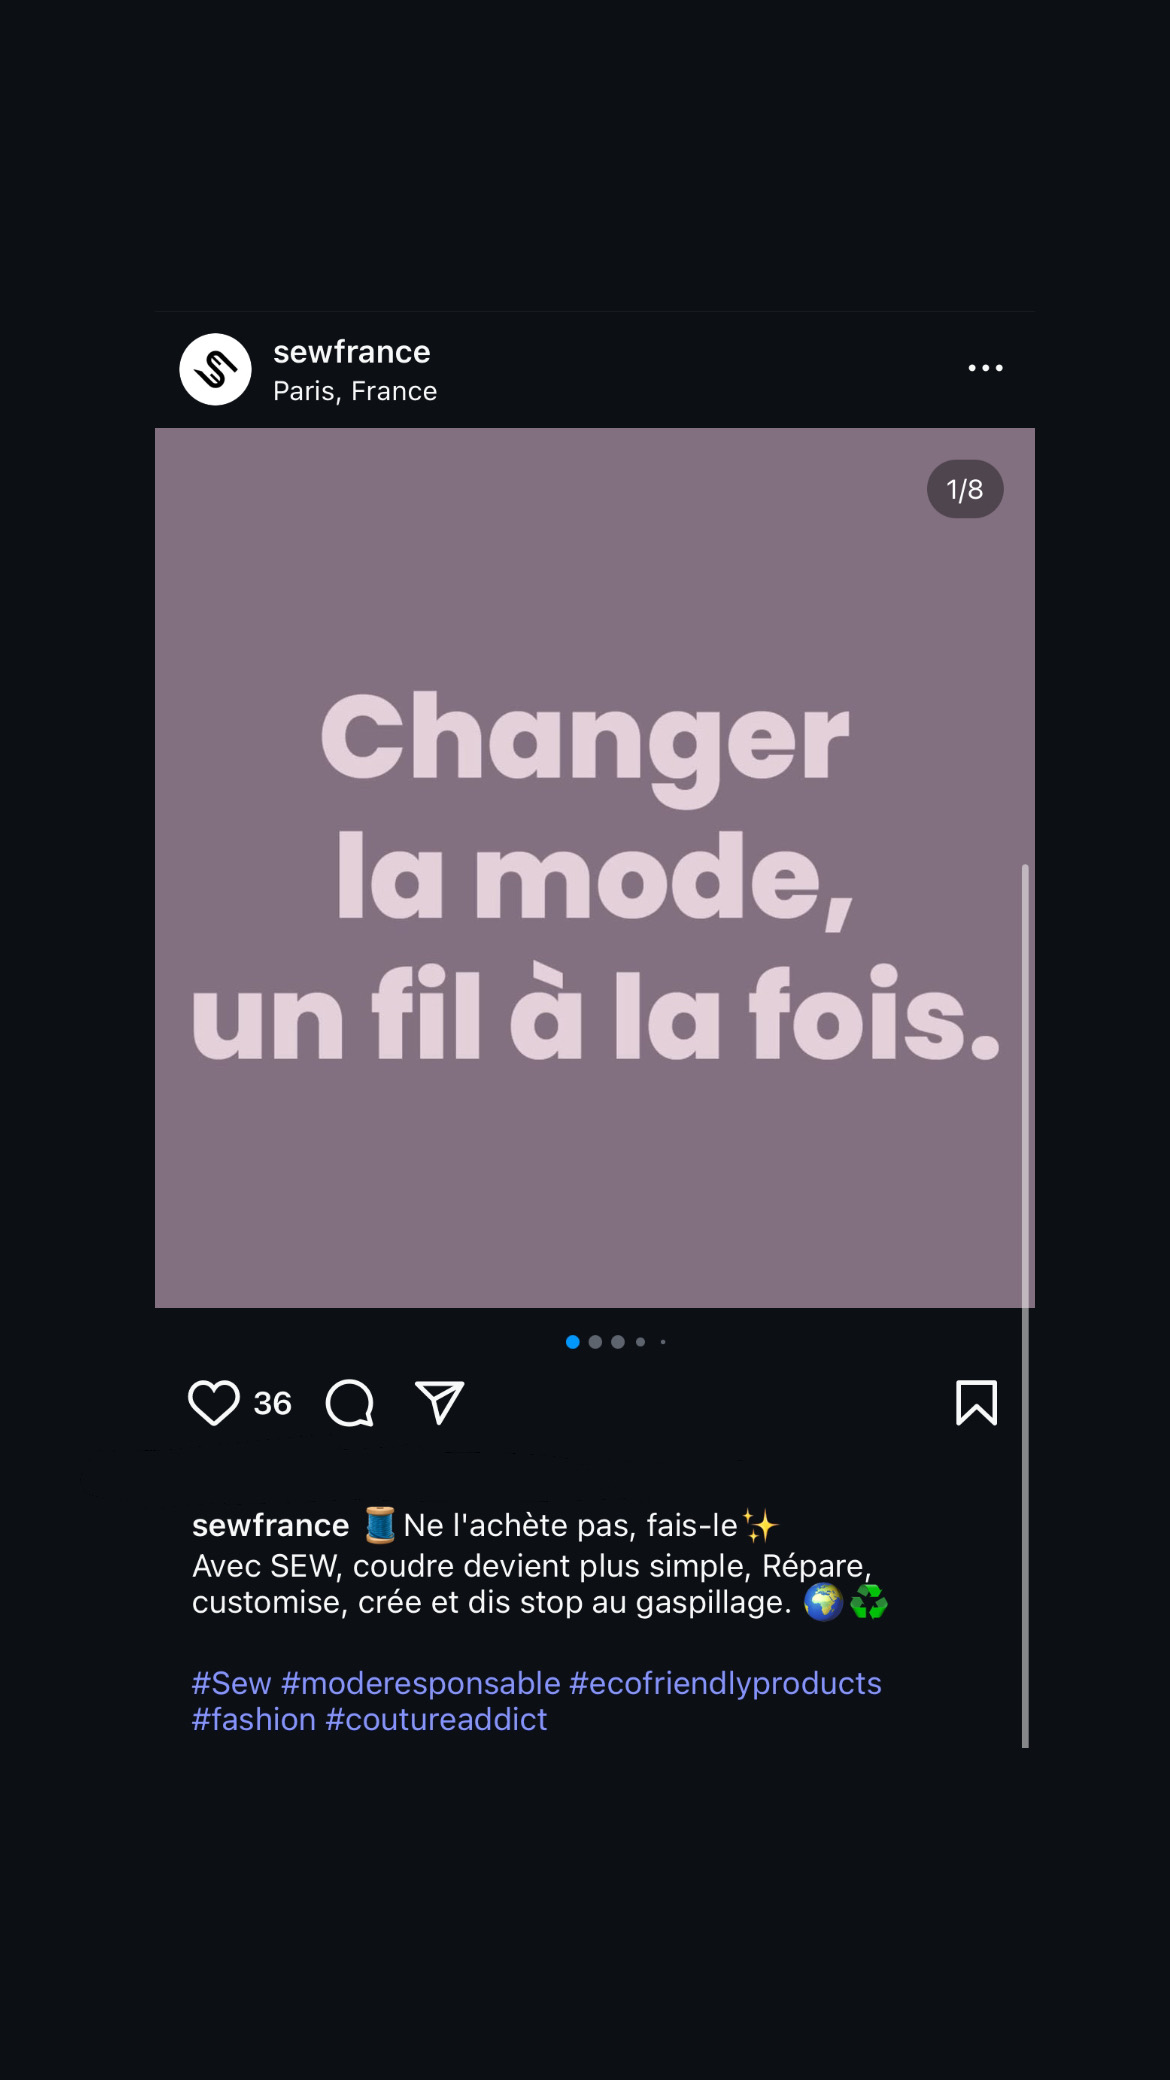 sewfrance
Paris, France
1/8
Changer
la mode,
un fil à la fois.
36
sewfrance 🧵Ne l'achète pas, fais-le✨
Avec SEW, coudre devient plus simple, Répare,
customise, crée et dis stop au gaspillage. 🌍♻️
#Sew #moderesponsable #ecofriendlyproducts
#fashion #coutureaddict